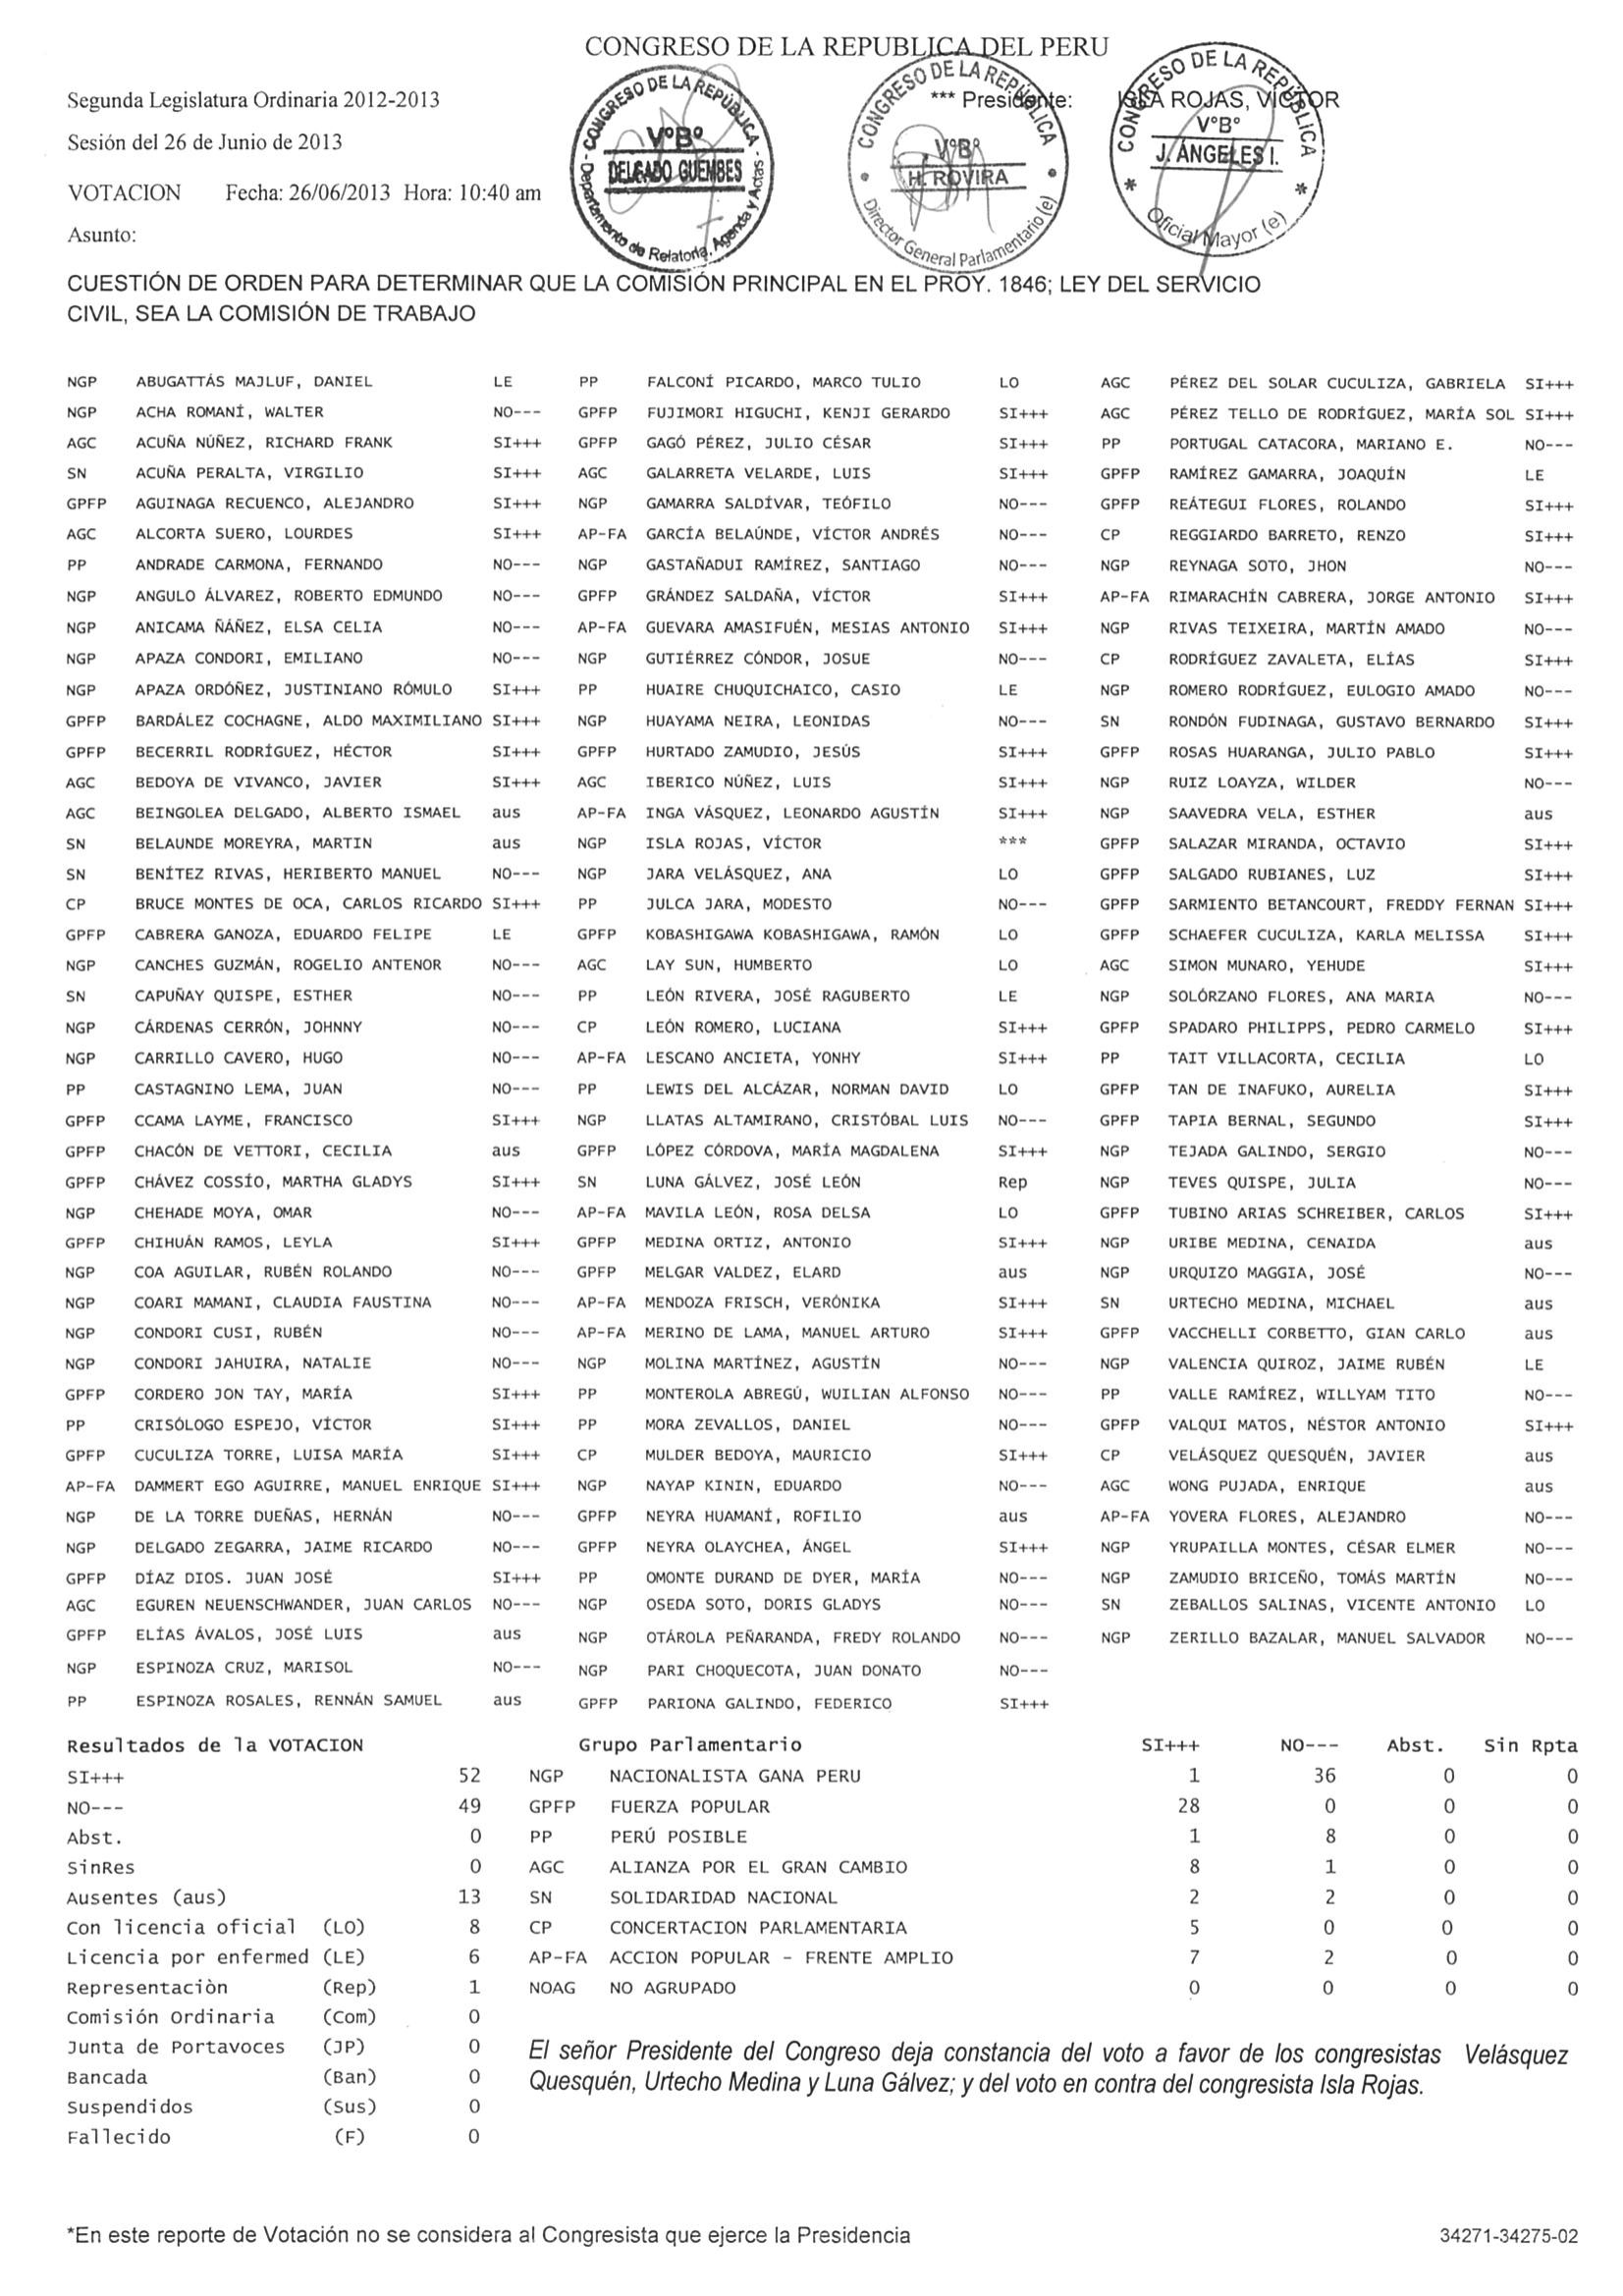 CONGRESO DE LA REPUBLICA DEL PERU
Segunda Legislatura Ordinaria 2012-2013
*** Presidente: ISLA ROJAS, VICTOR
Sesión del 26 de Junio de 2013
VOTACION Fecha: 26/06/2013 Hora: 10:40 am
Asunto:
CONGRESO DE LA REPÚBLICA
V°B°
DELGADO GUEMBES
Departamento de Relatoría, Agenda y Actas
CONGRESO DE LA REPÚBLICA
V°B°
H. ROVIRA
Director General Parlamentario (e)
CONGRESO DE LA REPÚBLICA
V°B°
J. ÁNGELES I.
Oficial Mayor (e)
CUESTIÓN DE ORDEN PARA DETERMINAR QUE LA COMISIÓN PRINCIPAL EN EL PROY. 1846; LEY DEL SERVICIO
CIVIL, SEA LA COMISIÓN DE TRABAJO
NGP ABUGATTÁS MAJLUF, DANIEL LE PP FALCONÍ PICARDO, MARCO TULIO LO AGC PÉREZ DEL SOLAR CUCULIZA, GABRIELA SI+++
NGP ACHA ROMANÍ, WALTER NO--- GPFP FUJIMORI HIGUCHI, KENJI GERARDO SI+++ AGC PÉREZ TELLO DE RODRÍGUEZ, MARÍA SOL SI+++
AGC ACUÑA NÚÑEZ, RICHARD FRANK SI+++ GPFP GAGÓ PÉREZ, JULIO CÉSAR SI+++ PP PORTUGAL CATACORA, MARIANO E. NO---
SN ACUÑA PERALTA, VIRGILIO SI+++ AGC GALARRETA VELARDE, LUIS SI+++ GPFP RAMÍREZ GAMARRA, JOAQUÍN LE
GPFP AGUINAGA RECUENCO, ALEJANDRO SI+++ NGP GAMARRA SALDÍVAR, TEÓFILO NO--- GPFP REÁTEGUI FLORES, ROLANDO SI+++
AGC ALCORTA SUERO, LOURDES SI+++ AP-FA GARCÍA BELAÚNDE, VÍCTOR ANDRÉS NO--- CP REGGIARDO BARRETO, RENZO SI+++
PP ANDRADE CARMONA, FERNANDO NO--- NGP GASTAÑADUI RAMÍREZ, SANTIAGO NO--- NGP REYNAGA SOTO, JHON NO---
NGP ANGULO ÁLVAREZ, ROBERTO EDMUNDO NO--- GPFP GRÁNDEZ SALDAÑA, VÍCTOR SI+++ AP-FA RIMARACHÍN CABRERA, JORGE ANTONIO SI+++
NGP ANICAMA ÑÁÑEZ, ELSA CELIA NO--- AP-FA GUEVARA AMASIFUÉN, MESIAS ANTONIO SI+++ NGP RIVAS TEIXEIRA, MARTÍN AMADO NO---
NGP APAZA CONDORI, EMILIANO NO--- NGP GUTIÉRREZ CÓNDOR, JOSUE NO--- CP RODRÍGUEZ ZAVALETA, ELÍAS SI+++
NGP APAZA ORDÓÑEZ, JUSTINIANO RÓMULO SI+++ PP HUAIRE CHUQUICHAICO, CASIO LE NGP ROMERO RODRÍGUEZ, EULOGIO AMADO NO---
GPFP BARDÁLEZ COCHAGNE, ALDO MAXIMILIANO SI+++ NGP HUAYAMA NEIRA, LEONIDAS NO--- SN RONDÓN FUDINAGA, GUSTAVO BERNARDO SI+++
GPFP BECERRIL RODRÍGUEZ, HÉCTOR SI+++ GPFP HURTADO ZAMUDIO, JESÚS SI+++ GPFP ROSAS HUARANGA, JULIO PABLO SI+++
AGC BEDOYA DE VIVANCO, JAVIER SI+++ AGC IBERICO NÚÑEZ, LUIS SI+++ NGP RUIZ LOAYZA, WILDER NO---
AGC BEINGOLEA DELGADO, ALBERTO ISMAEL aus AP-FA INGA VÁSQUEZ, LEONARDO AGUSTÍN SI+++ NGP SAAVEDRA VELA, ESTHER aus
SN BELAUNDE MOREYRA, MARTIN aus NGP ISLA ROJAS, VÍCTOR *** GPFP SALAZAR MIRANDA, OCTAVIO SI+++
SN BENÍTEZ RIVAS, HERIBERTO MANUEL NO--- NGP JARA VELÁSQUEZ, ANA LO GPFP SALGADO RUBIANES, LUZ SI+++
CP BRUCE MONTES DE OCA, CARLOS RICARDO SI+++ PP JULCA JARA, MODESTO NO--- GPFP SARMIENTO BETANCOURT, FREDDY FERNAN SI+++
GPFP CABRERA GANOZA, EDUARDO FELIPE LE GPFP KOBASHIGAWA KOBASHIGAWA, RAMÓN LO GPFP SCHAEFER CUCULIZA, KARLA MELISSA SI+++
NGP CANCHES GUZMÁN, ROGELIO ANTENOR NO--- AGC LAY SUN, HUMBERTO LO AGC SIMON MUNARO, YEHUDE SI+++
SN CAPUÑAY QUISPE, ESTHER NO--- PP LEÓN RIVERA, JOSÉ RAGUBERTO LE NGP SOLÓRZANO FLORES, ANA MARIA NO---
NGP CÁRDENAS CERRÓN, JOHNNY NO--- CP LEÓN ROMERO, LUCIANA SI+++ GPFP SPADARO PHILIPPS, PEDRO CARMELO SI+++
NGP CARRILLO CAVERO, HUGO NO--- AP-FA LESCANO ANCIETA, YONHY SI+++ PP TAIT VILLACORTA, CECILIA LO
PP CASTAGNINO LEMA, JUAN NO--- PP LEWIS DEL ALCÁZAR, NORMAN DAVID LO GPFP TAN DE INAFUKO, AURELIA SI+++
GPFP CCAMA LAYME, FRANCISCO SI+++ NGP LLATAS ALTAMIRANO, CRISTÓBAL LUIS NO--- GPFP TAPIA BERNAL, SEGUNDO SI+++
GPFP CHACÓN DE VETTORI, CECILIA aus GPFP LÓPEZ CÓRDOVA, MARÍA MAGDALENA SI+++ NGP TEJADA GALINDO, SERGIO NO---
GPFP CHÁVEZ COSSÍO, MARTHA GLADYS SI+++ SN LUNA GÁLVEZ, JOSÉ LEÓN Rep NGP TEVES QUISPE, JULIA NO---
NGP CHEHADE MOYA, OMAR NO--- AP-FA MAVILA LEÓN, ROSA DELSA LO GPFP TUBINO ARIAS SCHREIBER, CARLOS SI+++
GPFP CHIHUÁN RAMOS, LEYLA SI+++ GPFP MEDINA ORTIZ, ANTONIO SI+++ NGP URIBE MEDINA, CENAIDA aus
NGP COA AGUILAR, RUBÉN ROLANDO NO--- GPFP MELGAR VALDEZ, ELARD aus NGP URQUIZO MAGGIA, JOSÉ NO---
NGP COARI MAMANI, CLAUDIA FAUSTINA NO--- AP-FA MENDOZA FRISCH, VERÓNIKA SI+++ SN URTECHO MEDINA, MICHAEL aus
NGP CONDORI CUSI, RUBÉN NO--- AP-FA MERINO DE LAMA, MANUEL ARTURO SI+++ GPFP VACCHELLI CORBETTO, GIAN CARLO aus
NGP CONDORI JAHUIRA, NATALIE NO--- NGP MOLINA MARTÍNEZ, AGUSTÍN NO--- NGP VALENCIA QUIROZ, JAIME RUBÉN LE
GPFP CORDERO JON TAY, MARÍA SI+++ PP MONTEROLA ABREGÚ, WUILIAN ALFONSO NO--- PP VALLE RAMÍREZ, WILLYAM TITO NO---
PP CRISÓLOGO ESPEJO, VÍCTOR SI+++ PP MORA ZEVALLOS, DANIEL NO--- GPFP VALQUI MATOS, NÉSTOR ANTONIO SI+++
GPFP CUCULIZA TORRE, LUISA MARÍA SI+++ CP MULDER BEDOYA, MAURICIO SI+++ CP VELÁSQUEZ QUESQUÉN, JAVIER aus
AP-FA DAMMERT EGO AGUIRRE, MANUEL ENRIQUE SI+++ NGP NAYAP KININ, EDUARDO NO--- AGC WONG PUJADA, ENRIQUE aus
NGP DE LA TORRE DUEÑAS, HERNÁN NO--- GPFP NEYRA HUAMANÍ, ROFILIO aus AP-FA YOVERA FLORES, ALEJANDRO NO---
NGP DELGADO ZEGARRA, JAIME RICARDO NO--- GPFP NEYRA OLAYCHEA, ÁNGEL SI+++ NGP YRUPAILLA MONTES, CÉSAR ELMER NO---
GPFP DÍAZ DIOS. JUAN JOSÉ SI+++ PP OMONTE DURAND DE DYER, MARÍA NO--- NGP ZAMUDIO BRICEÑO, TOMÁS MARTÍN NO---
AGC EGUREN NEUENSCHWANDER, JUAN CARLOS NO--- NGP OSEDA SOTO, DORIS GLADYS NO--- SN ZEBALLOS SALINAS, VICENTE ANTONIO LO
GPFP ELÍAS ÁVALOS, JOSÉ LUIS aus NGP OTÁROLA PEÑARANDA, FREDY ROLANDO NO--- NGP ZERILLO BAZALAR, MANUEL SALVADOR NO---
NGP ESPINOZA CRUZ, MARISOL NO--- NGP PARI CHOQUECOTA, JUAN DONATO NO---
PP ESPINOZA ROSALES, RENNÁN SAMUEL aus GPFP PARIONA GALINDO, FEDERICO SI+++
Resultados de la VOTACION Grupo Parlamentario SI+++ NO--- Abst. Sin Rpta
SI+++ 52 NGP NACIONALISTA GANA PERU 1 36 0 0
NO--- 49 GPFP FUERZA POPULAR 28 0 0 0
Abst. 0 PP PERÚ POSIBLE 1 8 0 0
SinRes 0 AGC ALIANZA POR EL GRAN CAMBIO 8 1 0 0
Ausentes (aus) 13 SN SOLIDARIDAD NACIONAL 2 2 0 0
Con licencia oficial (LO) 8 CP CONCERTACION PARLAMENTARIA 5 0 0 0
Licencia por enfermed (LE) 6 AP-FA ACCION POPULAR - FRENTE AMPLIO 7 2 0 0
Representaciòn (Rep) 1 NOAG NO AGRUPADO 0 0 0 0
Comisión Ordinaria (Com) 0
Junta de Portavoces (JP) 0
Bancada (Ban) 0
Suspendidos (Sus) 0
Fallecido (F) 0
El señor Presidente del Congreso deja constancia del voto a favor de los congresistas Velásquez
Quesquén, Urtecho Medina y Luna Gálvez; y del voto en contra del congresista Isla Rojas.
*En este reporte de Votación no se considera al Congresista que ejerce la Presidencia 34271-34275-02